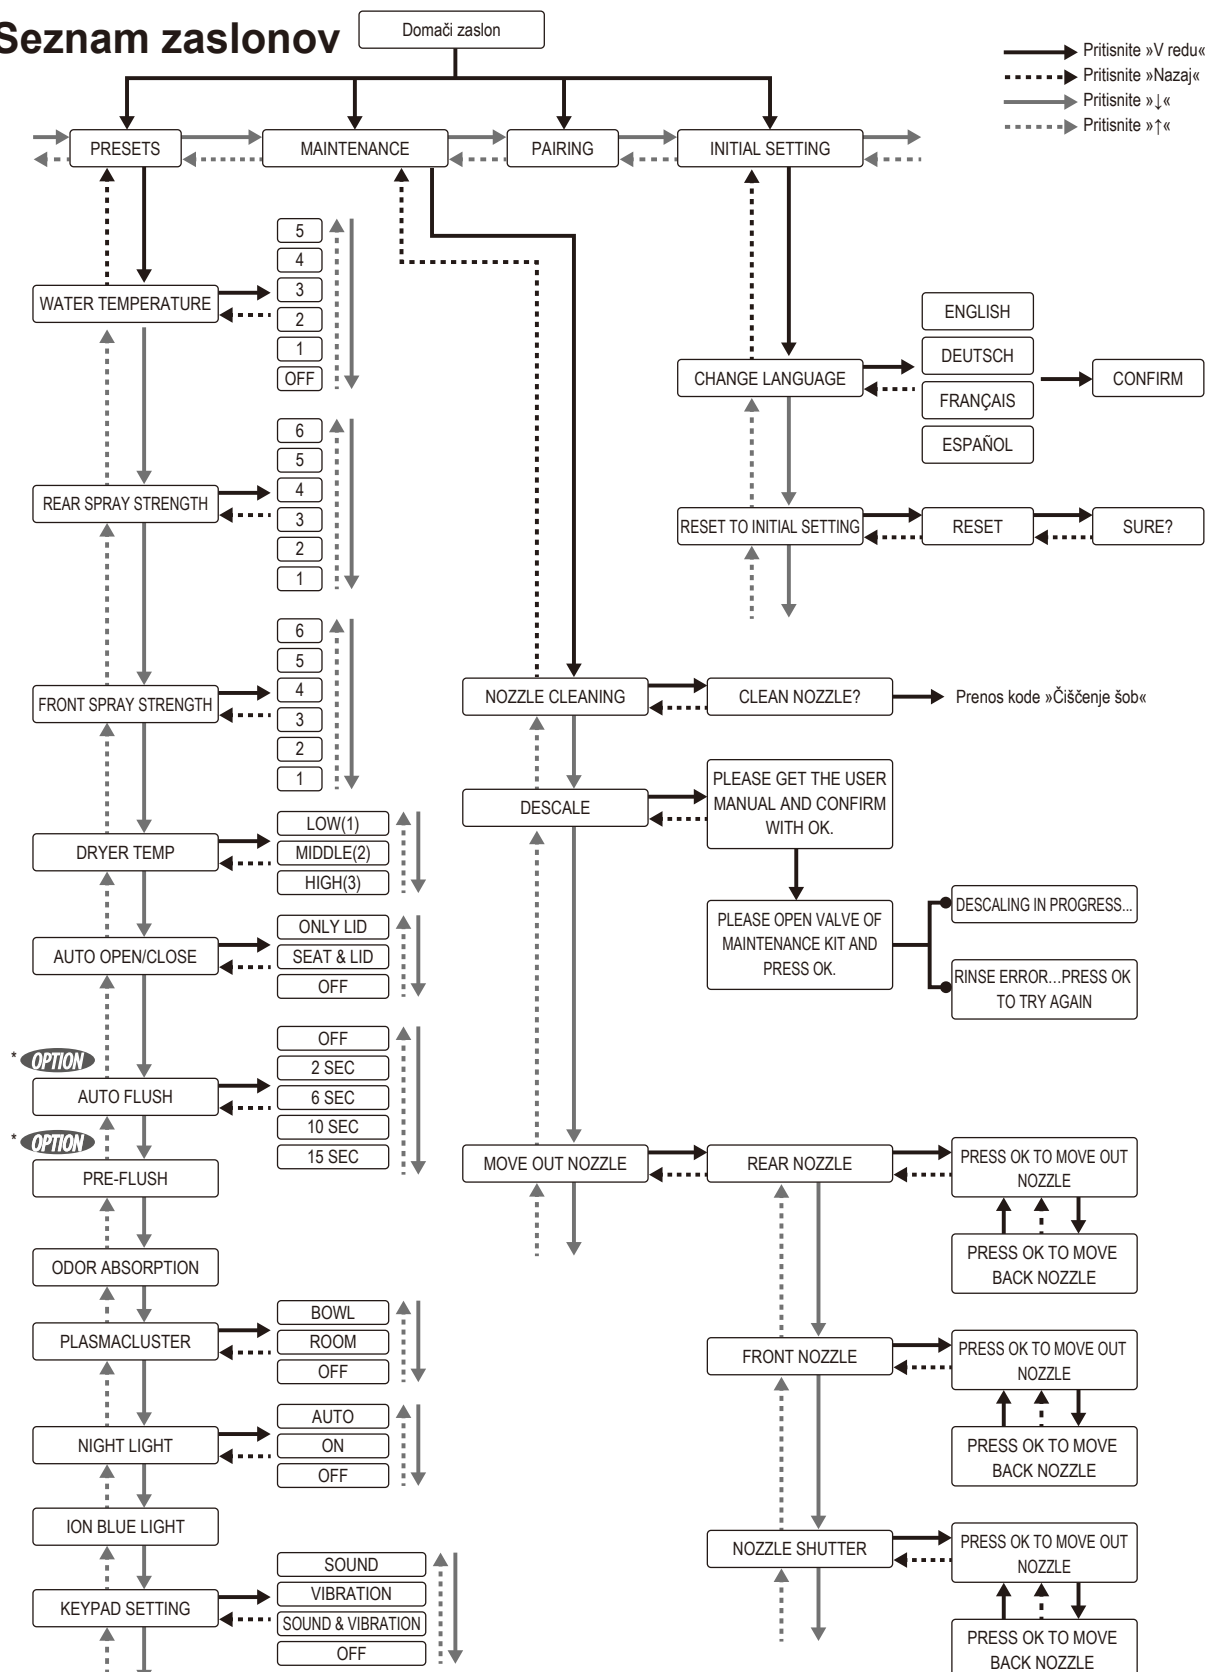 Seznam zaslonov
Domači zaslon
Pritisnite »V redu«
Pritisnite »Nazaj«
Pritisnite »↓«
Pritisnite »↑«
PRESETS
MAINTENANCE
PAIRING
INITIAL SETTING
WATER TEMPERATURE
5
4
3
2
1
OFF
REAR SPRAY STRENGTH
6
5
4
3
2
1
FRONT SPRAY STRENGTH
6
5
4
3
2
1
DRYER TEMP
LOW(1)
MIDDLE(2)
HIGH(3)
AUTO OPEN/CLOSE
ONLY LID
SEAT & LID
OFF
* OPTION
AUTO FLUSH
OFF
2 SEC
6 SEC
10 SEC
15 SEC
* OPTION
PRE-FLUSH
ODOR ABSORPTION
PLASMACLUSTER
BOWL
ROOM
OFF
NIGHT LIGHT
AUTO
ON
OFF
ION BLUE LIGHT
KEYPAD SETTING
SOUND
VIBRATION
SOUND & VIBRATION
OFF
NOZZLE CLEANING
CLEAN NOZZLE?
Prenos kode »Čiščenje šob«
DESCALE
PLEASE GET THE USER
MANUAL AND CONFIRM
WITH OK.
PLEASE OPEN VALVE OF
MAINTENANCE KIT AND
PRESS OK.
DESCALING IN PROGRESS...
RINSE ERROR...PRESS OK
TO TRY AGAIN
MOVE OUT NOZZLE
REAR NOZZLE
PRESS OK TO MOVE OUT
NOZZLE
PRESS OK TO MOVE
BACK NOZZLE
FRONT NOZZLE
PRESS OK TO MOVE OUT
NOZZLE
PRESS OK TO MOVE
BACK NOZZLE
NOZZLE SHUTTER
PRESS OK TO MOVE OUT
NOZZLE
PRESS OK TO MOVE
BACK NOZZLE
CHANGE LANGUAGE
ENGLISH
DEUTSCH
FRANÇAIS
ESPAÑOL
CONFIRM
RESET TO INITIAL SETTING
RESET
SURE?